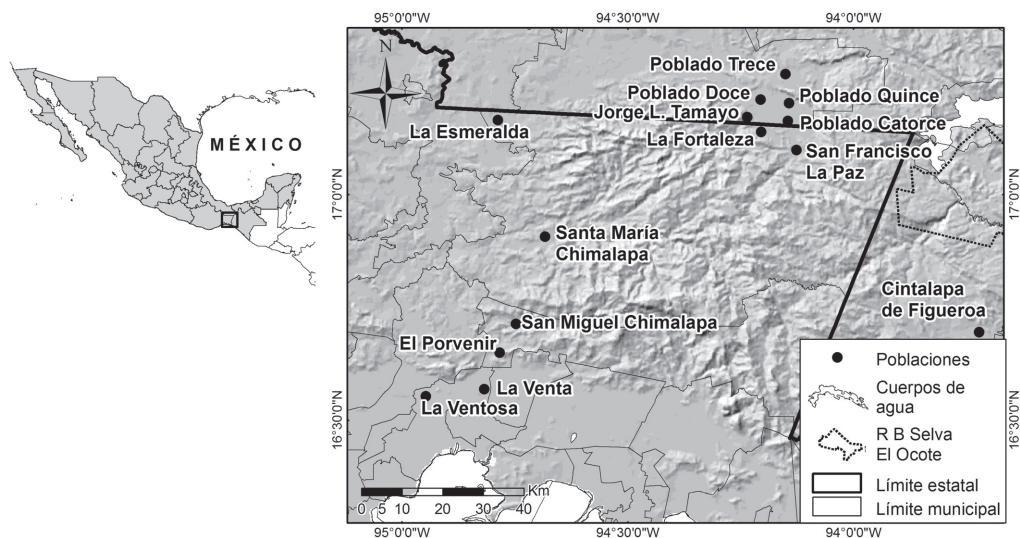 MÉXICO
95°0'0"W
94°30'0"W
94°0'0"W
N
Poblado Trece
Poblado Doce
Poblado Quince
Jorge L. Tamayo
Poblado Catorce
La Esmeralda
La Fortaleza
San Francisco
La Paz
17°0'0"N
17°0'0"N
Santa María
Chimalapa
Cintalapa
de Figueroa
San Miguel Chimalapa
El Porvenir
La Venta
La Ventosa
16°30'0"N
16°30'0"N
Poblaciones
Cuerpos de
agua
R B Selva
El Ocote
Límite estatal
Límite municipal
Km
0 5 10 20 30 40
95°0'0"W
94°30'0"W
94°0'0"W